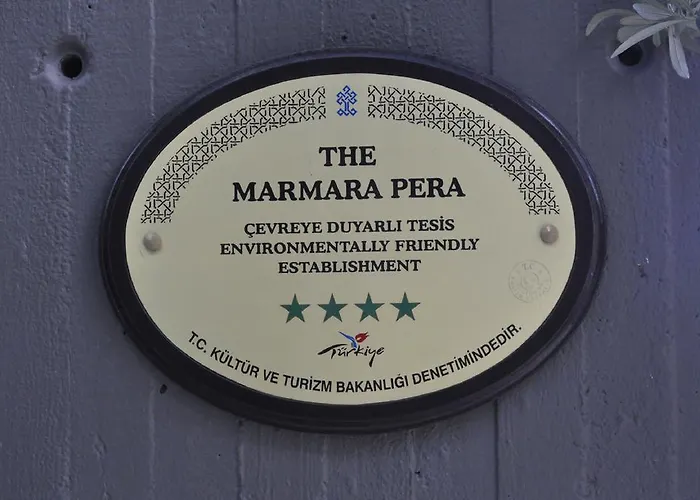 THE
MARMARA PERA
ÇEVREYE DUYARLI TESİS
ENVIRONMENTALLY FRIENDLY
ESTABLISHMENT
Türkiye
T.C. KÜLTÜR VE TURİZM BAKANLIĞI DENETİMİNDEDİR.